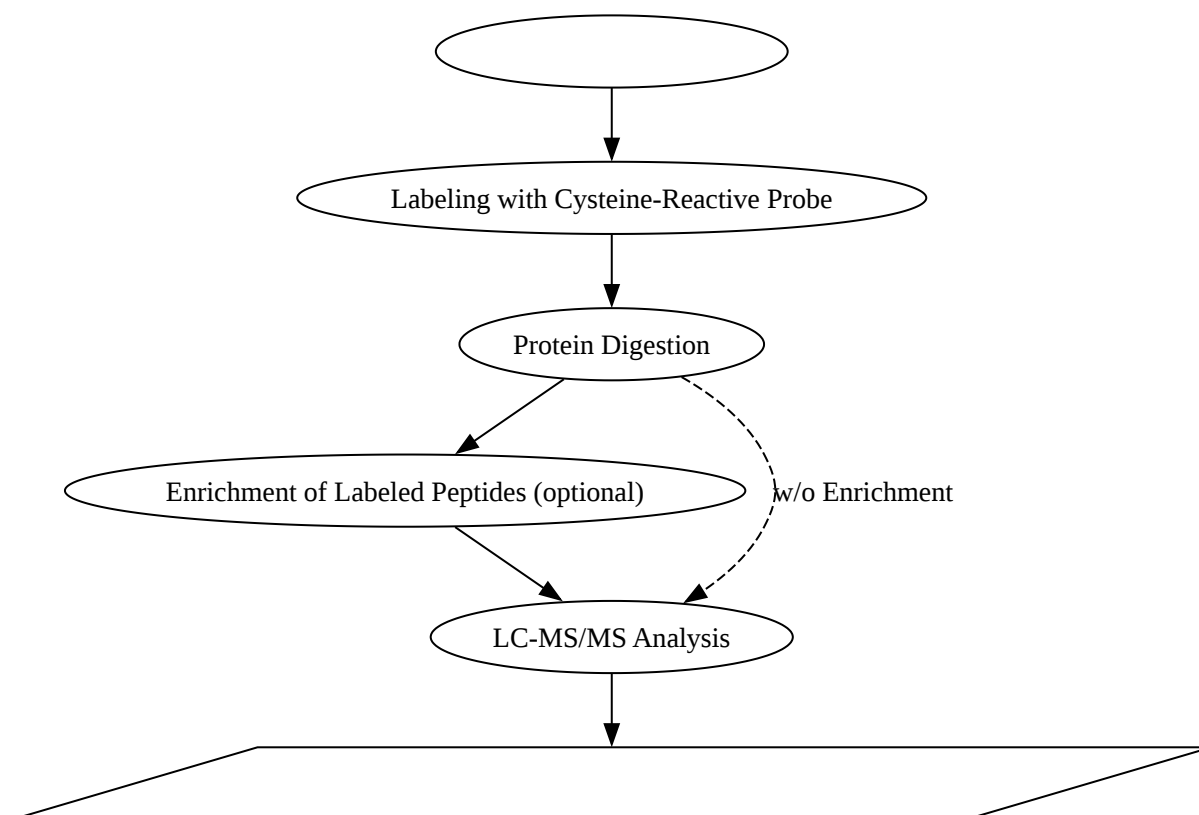 Labeling with Cysteine-Reactive Probe
Protein Digestion
Enrichment of Labeled Peptides (optional)
w/o Enrichment
LC-MS/MS Analysis